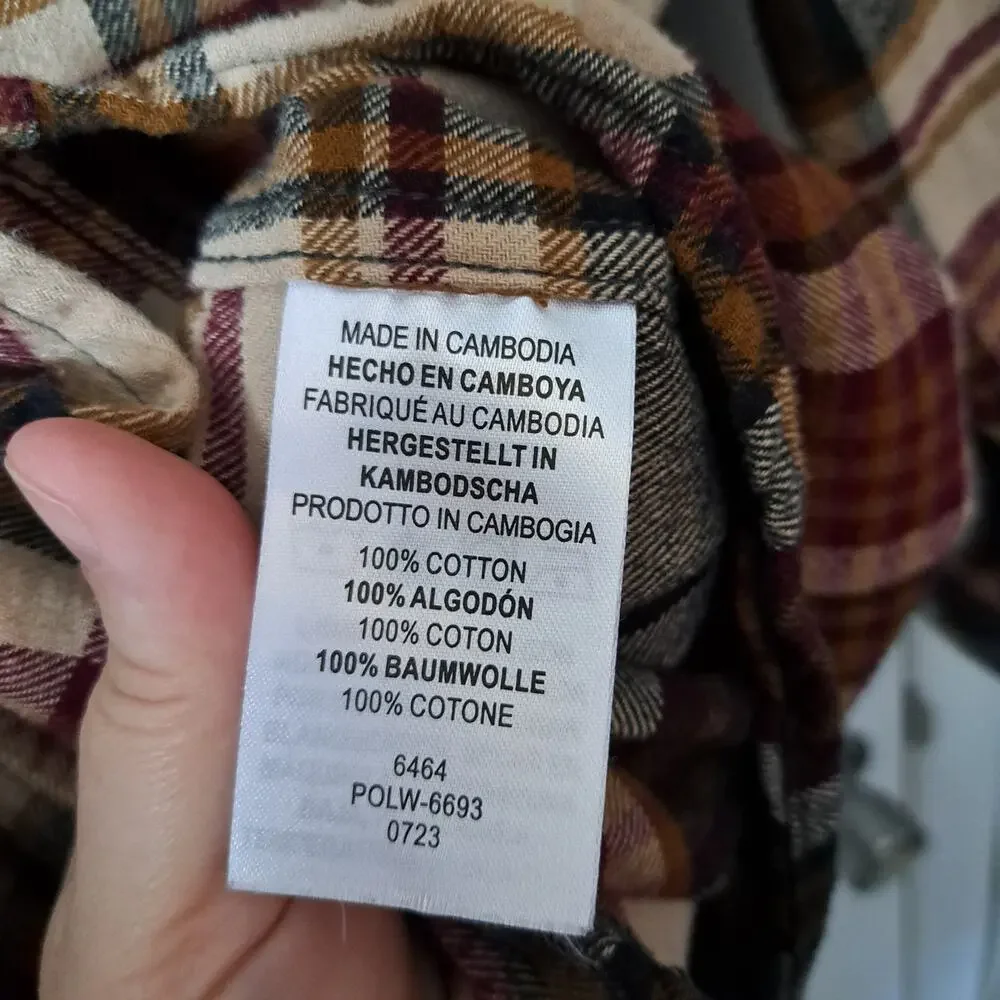 MADE IN CAMBODIA
HECHO EN CAMBOYA
FABRIQUÉ AU CAMBODIA
HERGESTELLT IN
KAMBODSCHA
PRODOTTO IN CAMBOGIA
100% COTTON
100% ALGODÓN
100% COTON
100% BAUMWOLLE
100% COTONE
6464
POLW-6693
0723